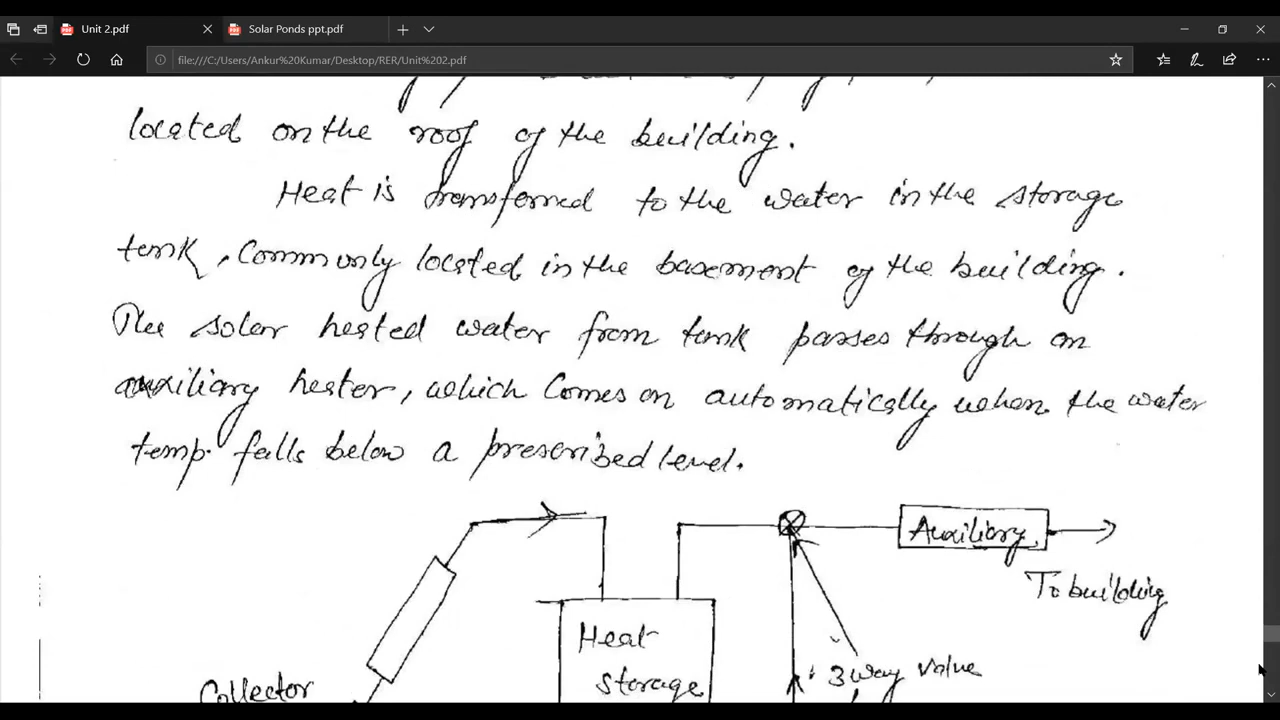 Unit 2.pdf
Solar Ponds ppt.pdf
file:///C:/Users/Ankur%20Kumar/Desktop/RER/Unit%202.pdf
located on the roof of the building.
Heat is transferred to the water in the storage
tank, Commonly located in the basement of the building.
The solar heated water from tank passes through an
auxiliary heater, which Comes on automatically when the water
temp. falls below a prescribed level.
Auxiliary
To building
Heat
storage
3 way value
Collector